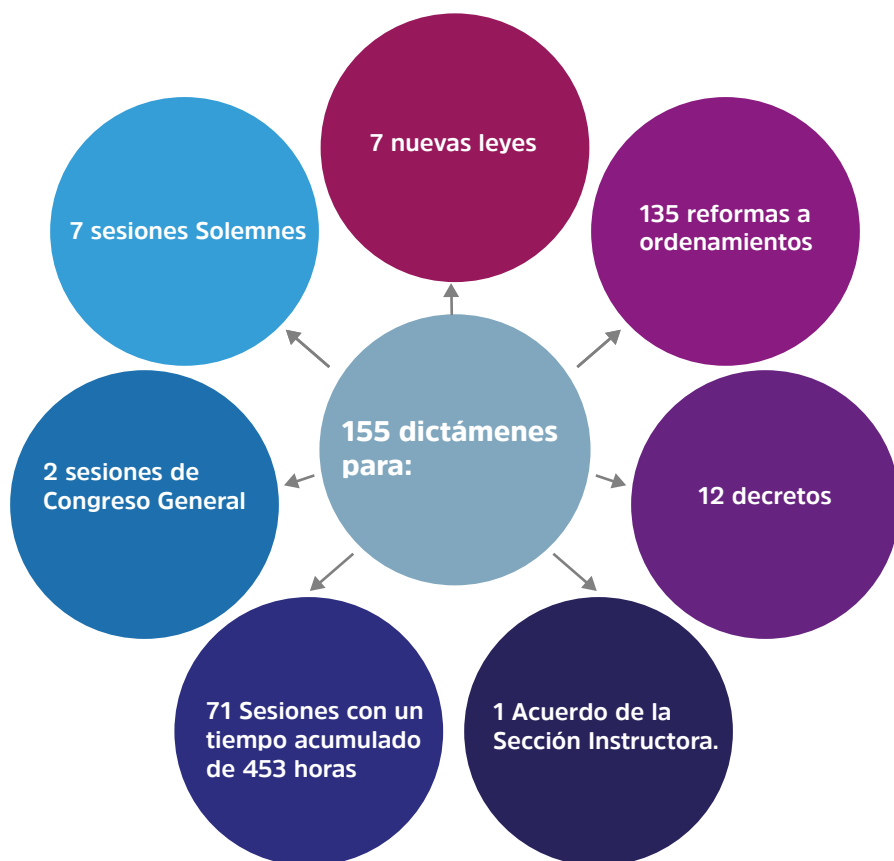 7 nuevas leyes
135 reformas a
ordenamientos
7 sesiones Solemnes
155 dictámenes
para:
2 sesiones de
Congreso General
12 decretos
71 Sesiones con un
tiempo acumulado
de 453 horas
1 Acuerdo de la
Sección Instructora.